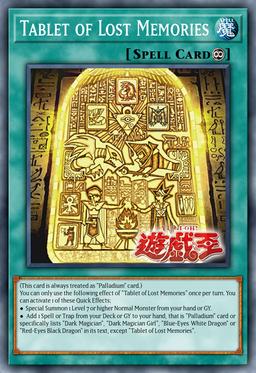 Tablet of Lost Memories
魔
[Spell Card ∞]
遊戯王
(This card is always treated as "Palladium" card.)
You can only use the following effect of "Tablet of Lost Memories" once per turn. You
can activate 1 of these Quick Effects;
● Special Summon 1 Level 7 or higher Normal Monster from your hand or GY.
● Add 1 Spell or Trap from your Deck or GY to your hand, that is "Palladium" card or
specifically lists "Dark Magician", "Dark Magician Girl", "Blue-Eyes White Dragon" or
"Red-Eyes Black Dragon" in its text, except "Tablet of Lost Memories".